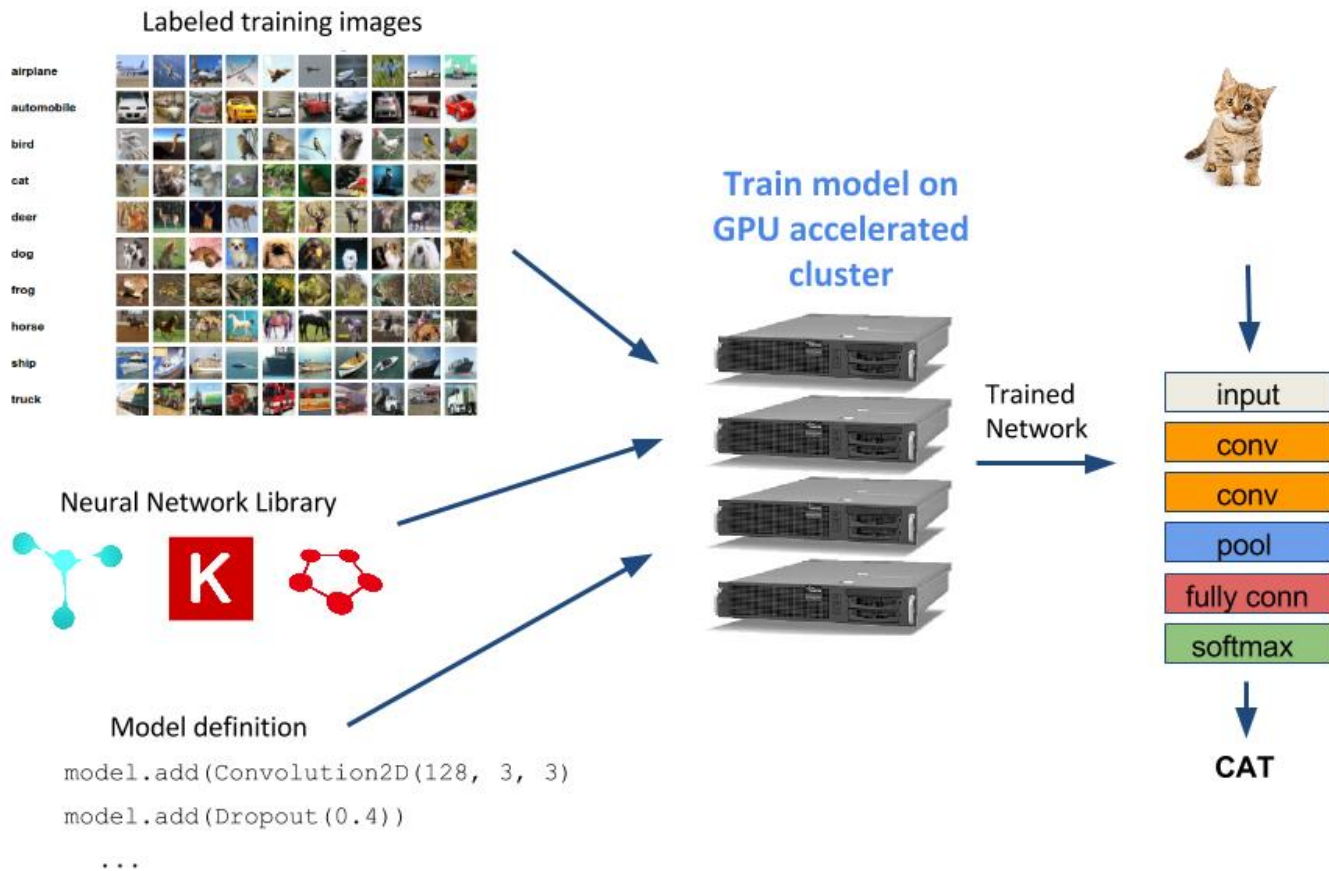 Labeled training images
airplane
automobile
bird
cat
deer
dog
frog
horse
ship
truck
Neural Network Library
K
Model definition
model.add(Convolution2D(128, 3, 3)
model.add(Dropout(0.4))
...
Train model on
GPU accelerated
cluster
Trained
Network
input
conv
conv
pool
fully conn
softmax
CAT